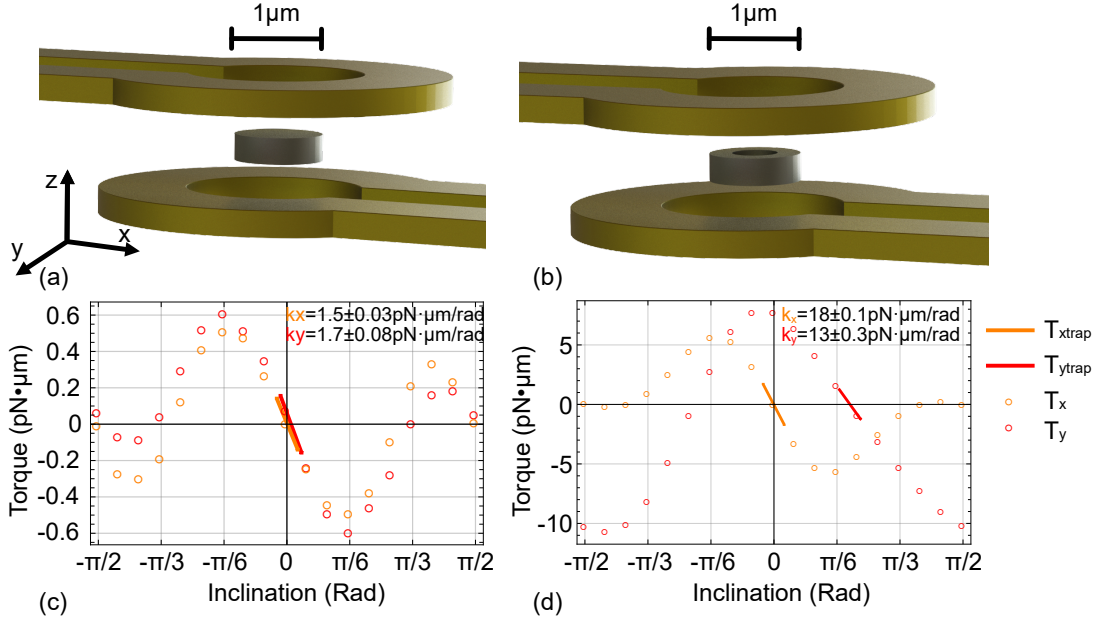 1µm
1µm
z
y
x
(a)
(b)
kx=1.5±0.03pN·µm/rad
ky=1.7±0.08pN·µm/rad
Torque (pN•µm)
0.6
0.4
0.2
0
-0.2
-0.4
-0.6
-π/2
-π/3
-π/6
0
π/6
π/3
π/2
Inclination (Rad)
(c)
kₓ=18±0.1pN·µm/rad
k_y=13±0.3pN·µm/rad
Torque (pN•µm)
5
0
-5
-10
-π/2
-π/3
-π/6
0
π/6
π/3
π/2
Inclination (Rad)
(d)
Txtrap
Tytrap
Tx
Ty